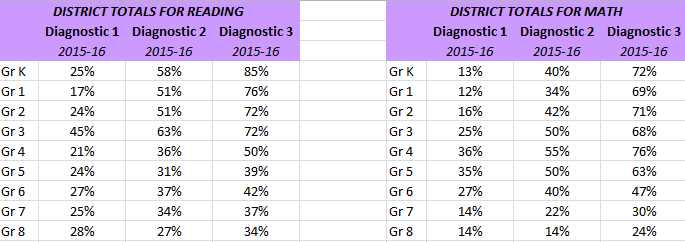 DISTRICT TOTALS FOR READING DISTRICT TOTALS FOR MATH
Diagnostic 1 Diagnostic 2 Diagnostic 3 Diagnostic 1 Diagnostic 2 Diagnostic 3
2015-16 2015-16 2015-16 2015-16 2015-16 2015-16
Gr K 25% 58% 85% Gr K 13% 40% 72%
Gr 1 17% 51% 76% Gr 1 12% 34% 69%
Gr 2 24% 51% 72% Gr 2 16% 42% 71%
Gr 3 45% 63% 72% Gr 3 25% 50% 68%
Gr 4 21% 36% 50% Gr 4 36% 55% 76%
Gr 5 24% 31% 39% Gr 5 35% 50% 63%
Gr 6 27% 37% 42% Gr 6 27% 40% 47%
Gr 7 25% 34% 37% Gr 7 14% 22% 30%
Gr 8 28% 27% 34% Gr 8 14% 14% 24%